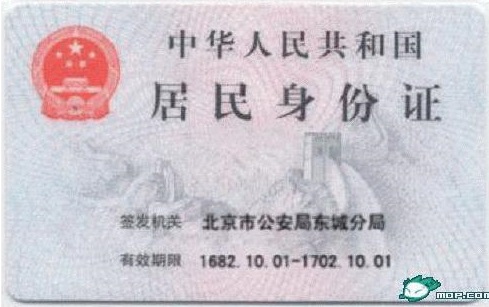 中华人民共和国
居民身份证
签发机关 北京市公安局东城分局
有效期限 1682.10.01-1702.10.01
mop.com